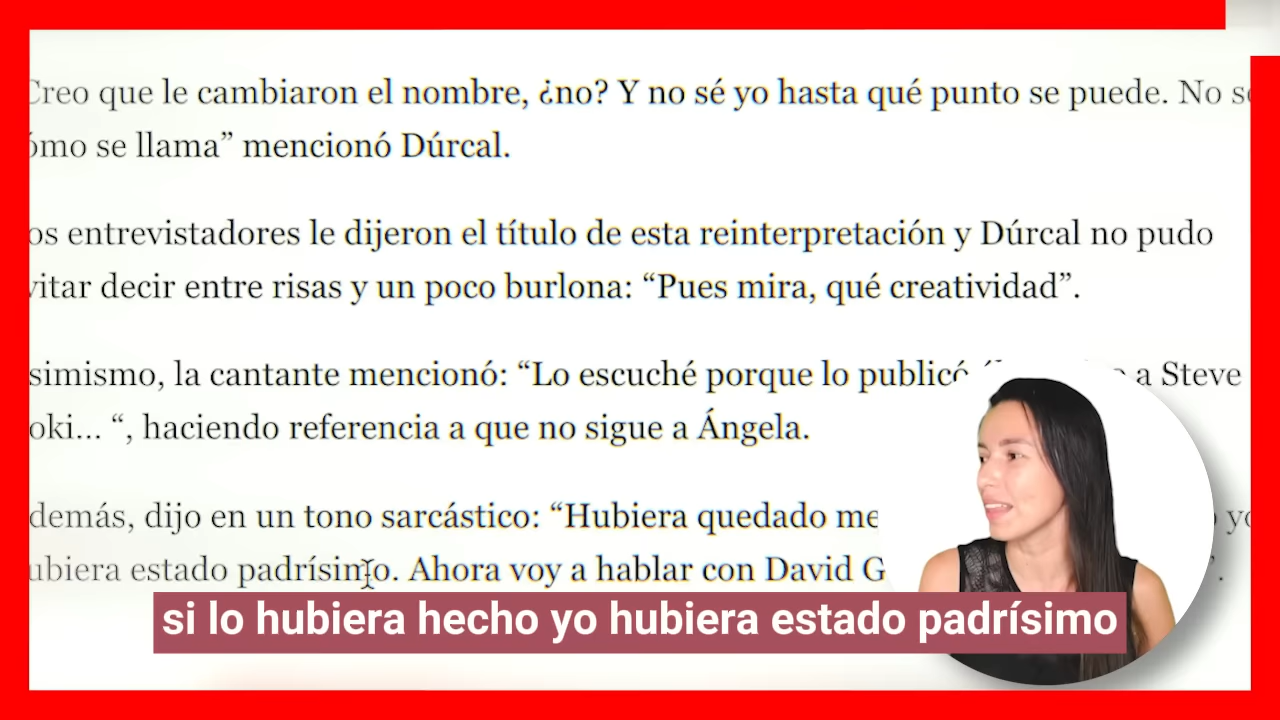 Creo que le cambiaron el nombre, ¿no? Y no sé yo hasta qué punto se puede. No s
ómo se llama” mencionó Dúrcal.
os entrevistadores le dijeron el título de esta reinterpretación y Dúrcal no pudo
vitar decir entre risas y un poco burlona: “Pues mira, qué creatividad”.
simismo, la cantante mencionó: “Lo escuché porque lo publicó a Steve
oki... “, haciendo referencia a que no sigue a Ángela.
demás, dijo en un tono sarcástico: “Hubiera quedado me yo
ubiera estado padrísimo. Ahora voy a hablar con David G
si lo hubiera hecho yo hubiera estado padrísimo